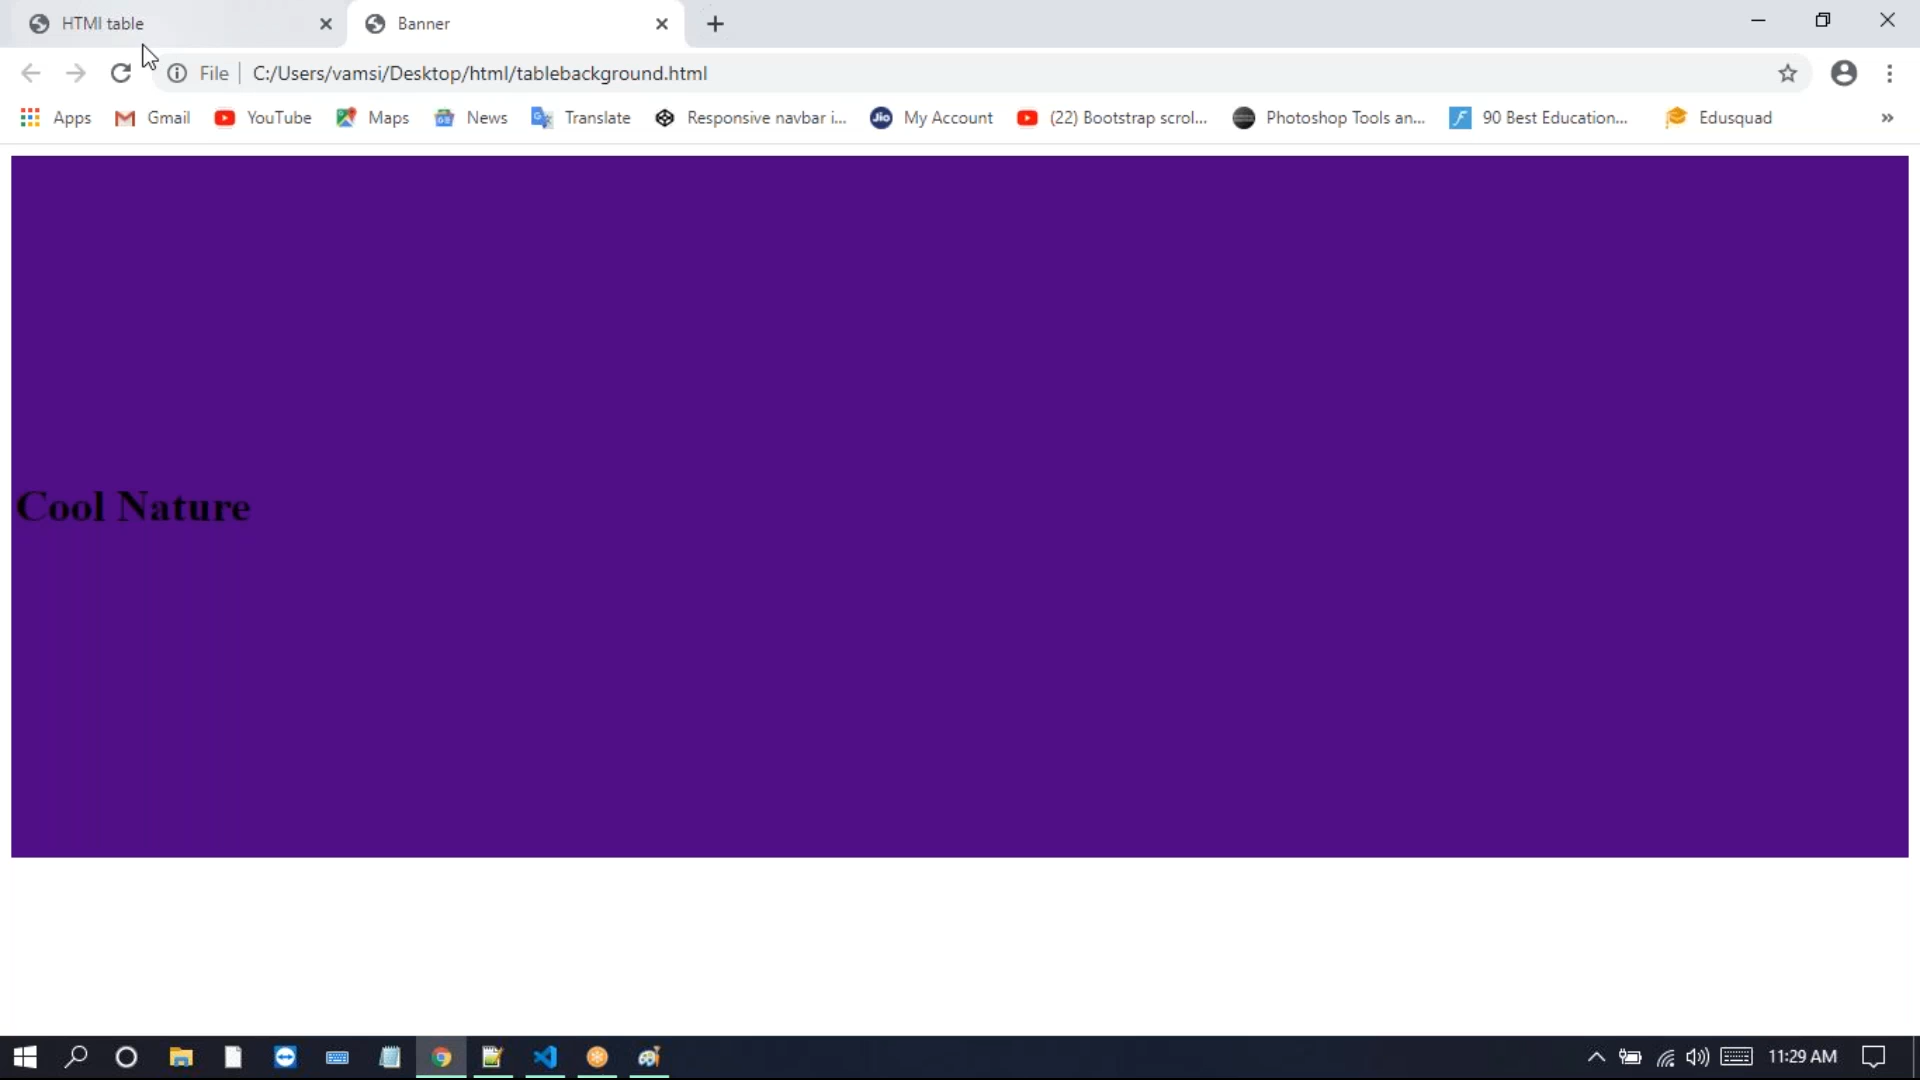 HTMl table
Banner
File
C:/Users/vamsi/Desktop/html/tablebackground.html
Apps
Gmail
YouTube
Maps
News
Translate
Responsive navbar i...
Jio
My Account
(22) Bootstrap scrol...
Photoshop Tools an...
90 Best Education...
Edusquad
»
Cool Nature
11:29 AM